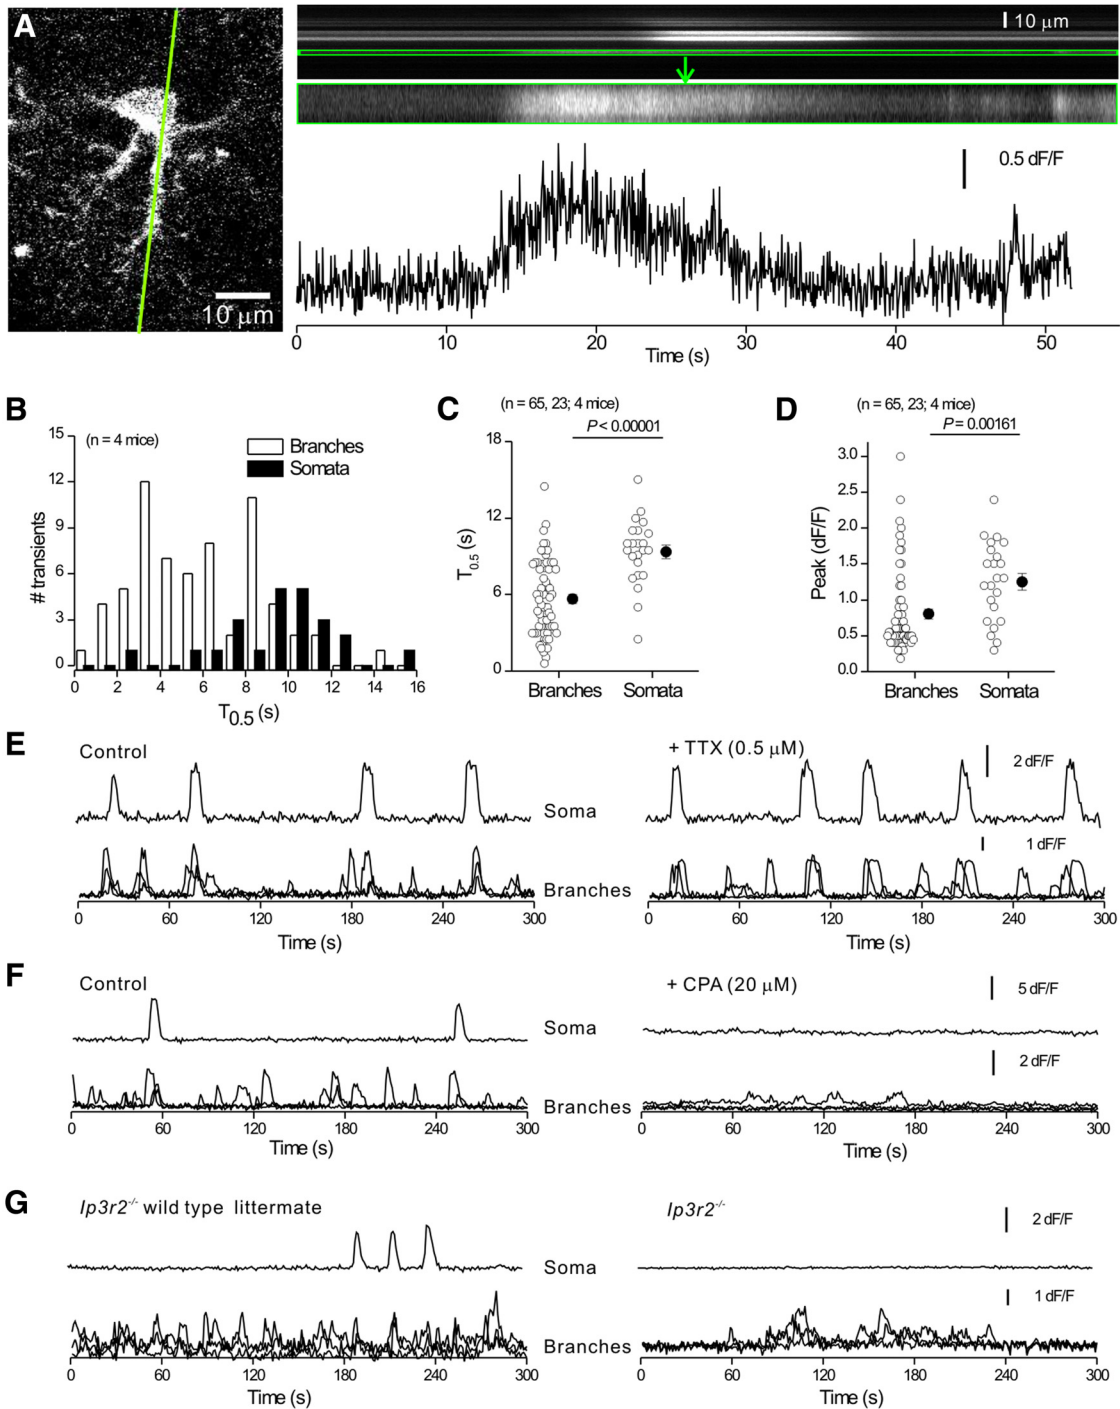 A
10 μm
10 μm
0.5 dF/F
0 10 20 30 40 50
Time (s)
B
(n = 4 mice)
Branches
Somata
15
12
9
6
3
0
# transients
0 2 4 6 8 10 12 14 16
T0.5 (s)
C
(n = 65, 23; 4 mice)
P < 0.00001
18
12
6
0
T0.5 (s)
Branches Somata
D
(n = 65, 23; 4 mice)
P = 0.00161
3.0
2.5
2.0
1.5
1.0
0.5
0.0
Peak (dF/F)
Branches Somata
E
Control
+ TTX (0.5 μM)
2 dF/F
Soma
1 dF/F
Branches
0 60 120 180 240 300
Time (s)
0 60 120 180 240 300
Time (s)
F
Control
+ CPA (20 μM)
5 dF/F
Soma
2 dF/F
Branches
0 60 120 180 240 300
Time (s)
0 60 120 180 240 300
Time (s)
G
Ip3r2-/- wild type littermate
Ip3r2-/-
2 dF/F
Soma
1 dF/F
Branches
0 60 120 180 240 300
Time (s)
0 60 120 180 240 300
Time (s)